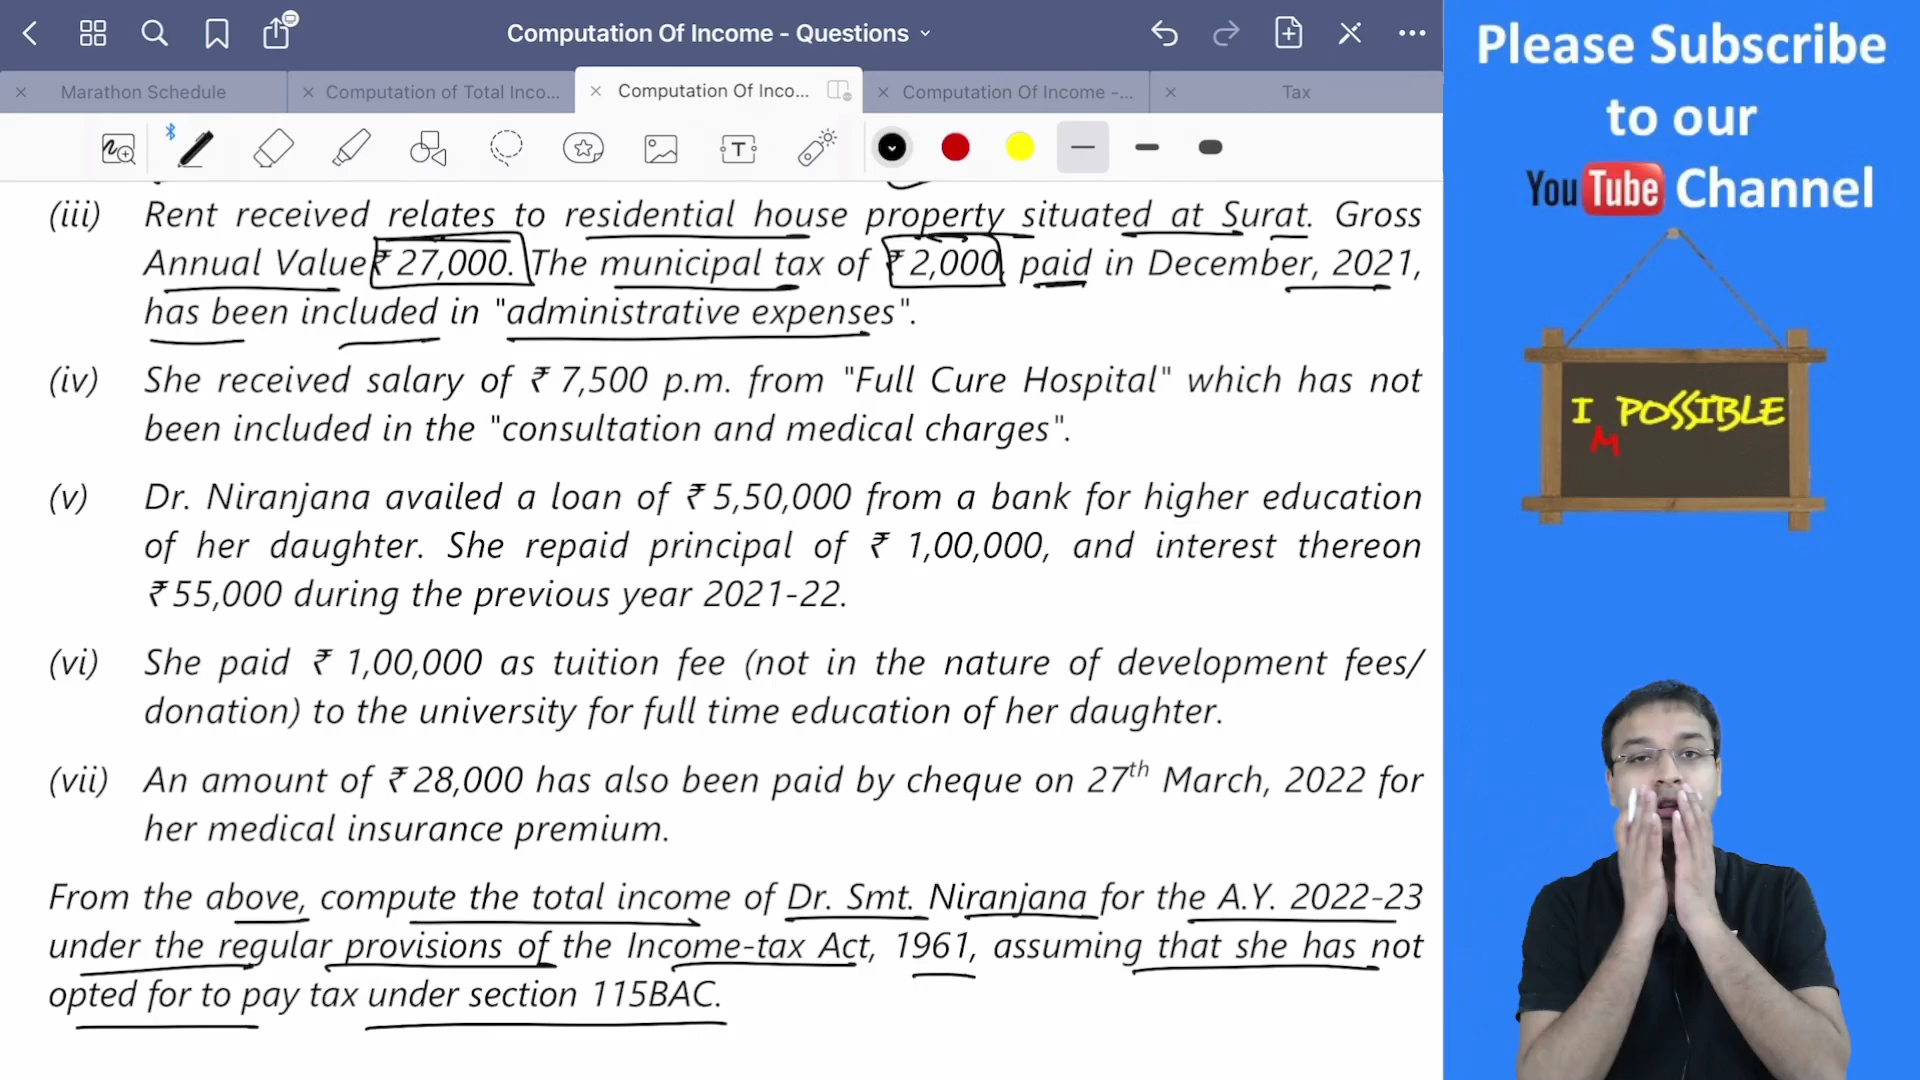 Computation Of Income - Questions
Marathon Schedule
Computation of Total Inco...
Computation Of Inco...
Computation Of Income -...
Tax
(iii) Rent received relates to residential house property situated at Surat. Gross
Annual Value ₹ 27,000. The municipal tax of ₹ 2,000, paid in December, 2021,
has been included in "administrative expenses".
(iv) She received salary of ₹ 7,500 p.m. from "Full Cure Hospital" which has not
been included in the "consultation and medical charges".
(v) Dr. Niranjana availed a loan of ₹ 5,50,000 from a bank for higher education
of her daughter. She repaid principal of ₹ 1,00,000, and interest thereon
₹ 55,000 during the previous year 2021-22.
(vi) She paid ₹ 1,00,000 as tuition fee (not in the nature of development fees/
donation) to the university for full time education of her daughter.
(vii) An amount of ₹ 28,000 has also been paid by cheque on 27th March, 2022 for
her medical insurance premium.
From the above, compute the total income of Dr. Smt. Niranjana for the A.Y. 2022-23
under the regular provisions of the Income-tax Act, 1961, assuming that she has not
opted for to pay tax under section 115BAC.
Please Subscribe
to our
YouTube Channel
I POSSIBLE
M